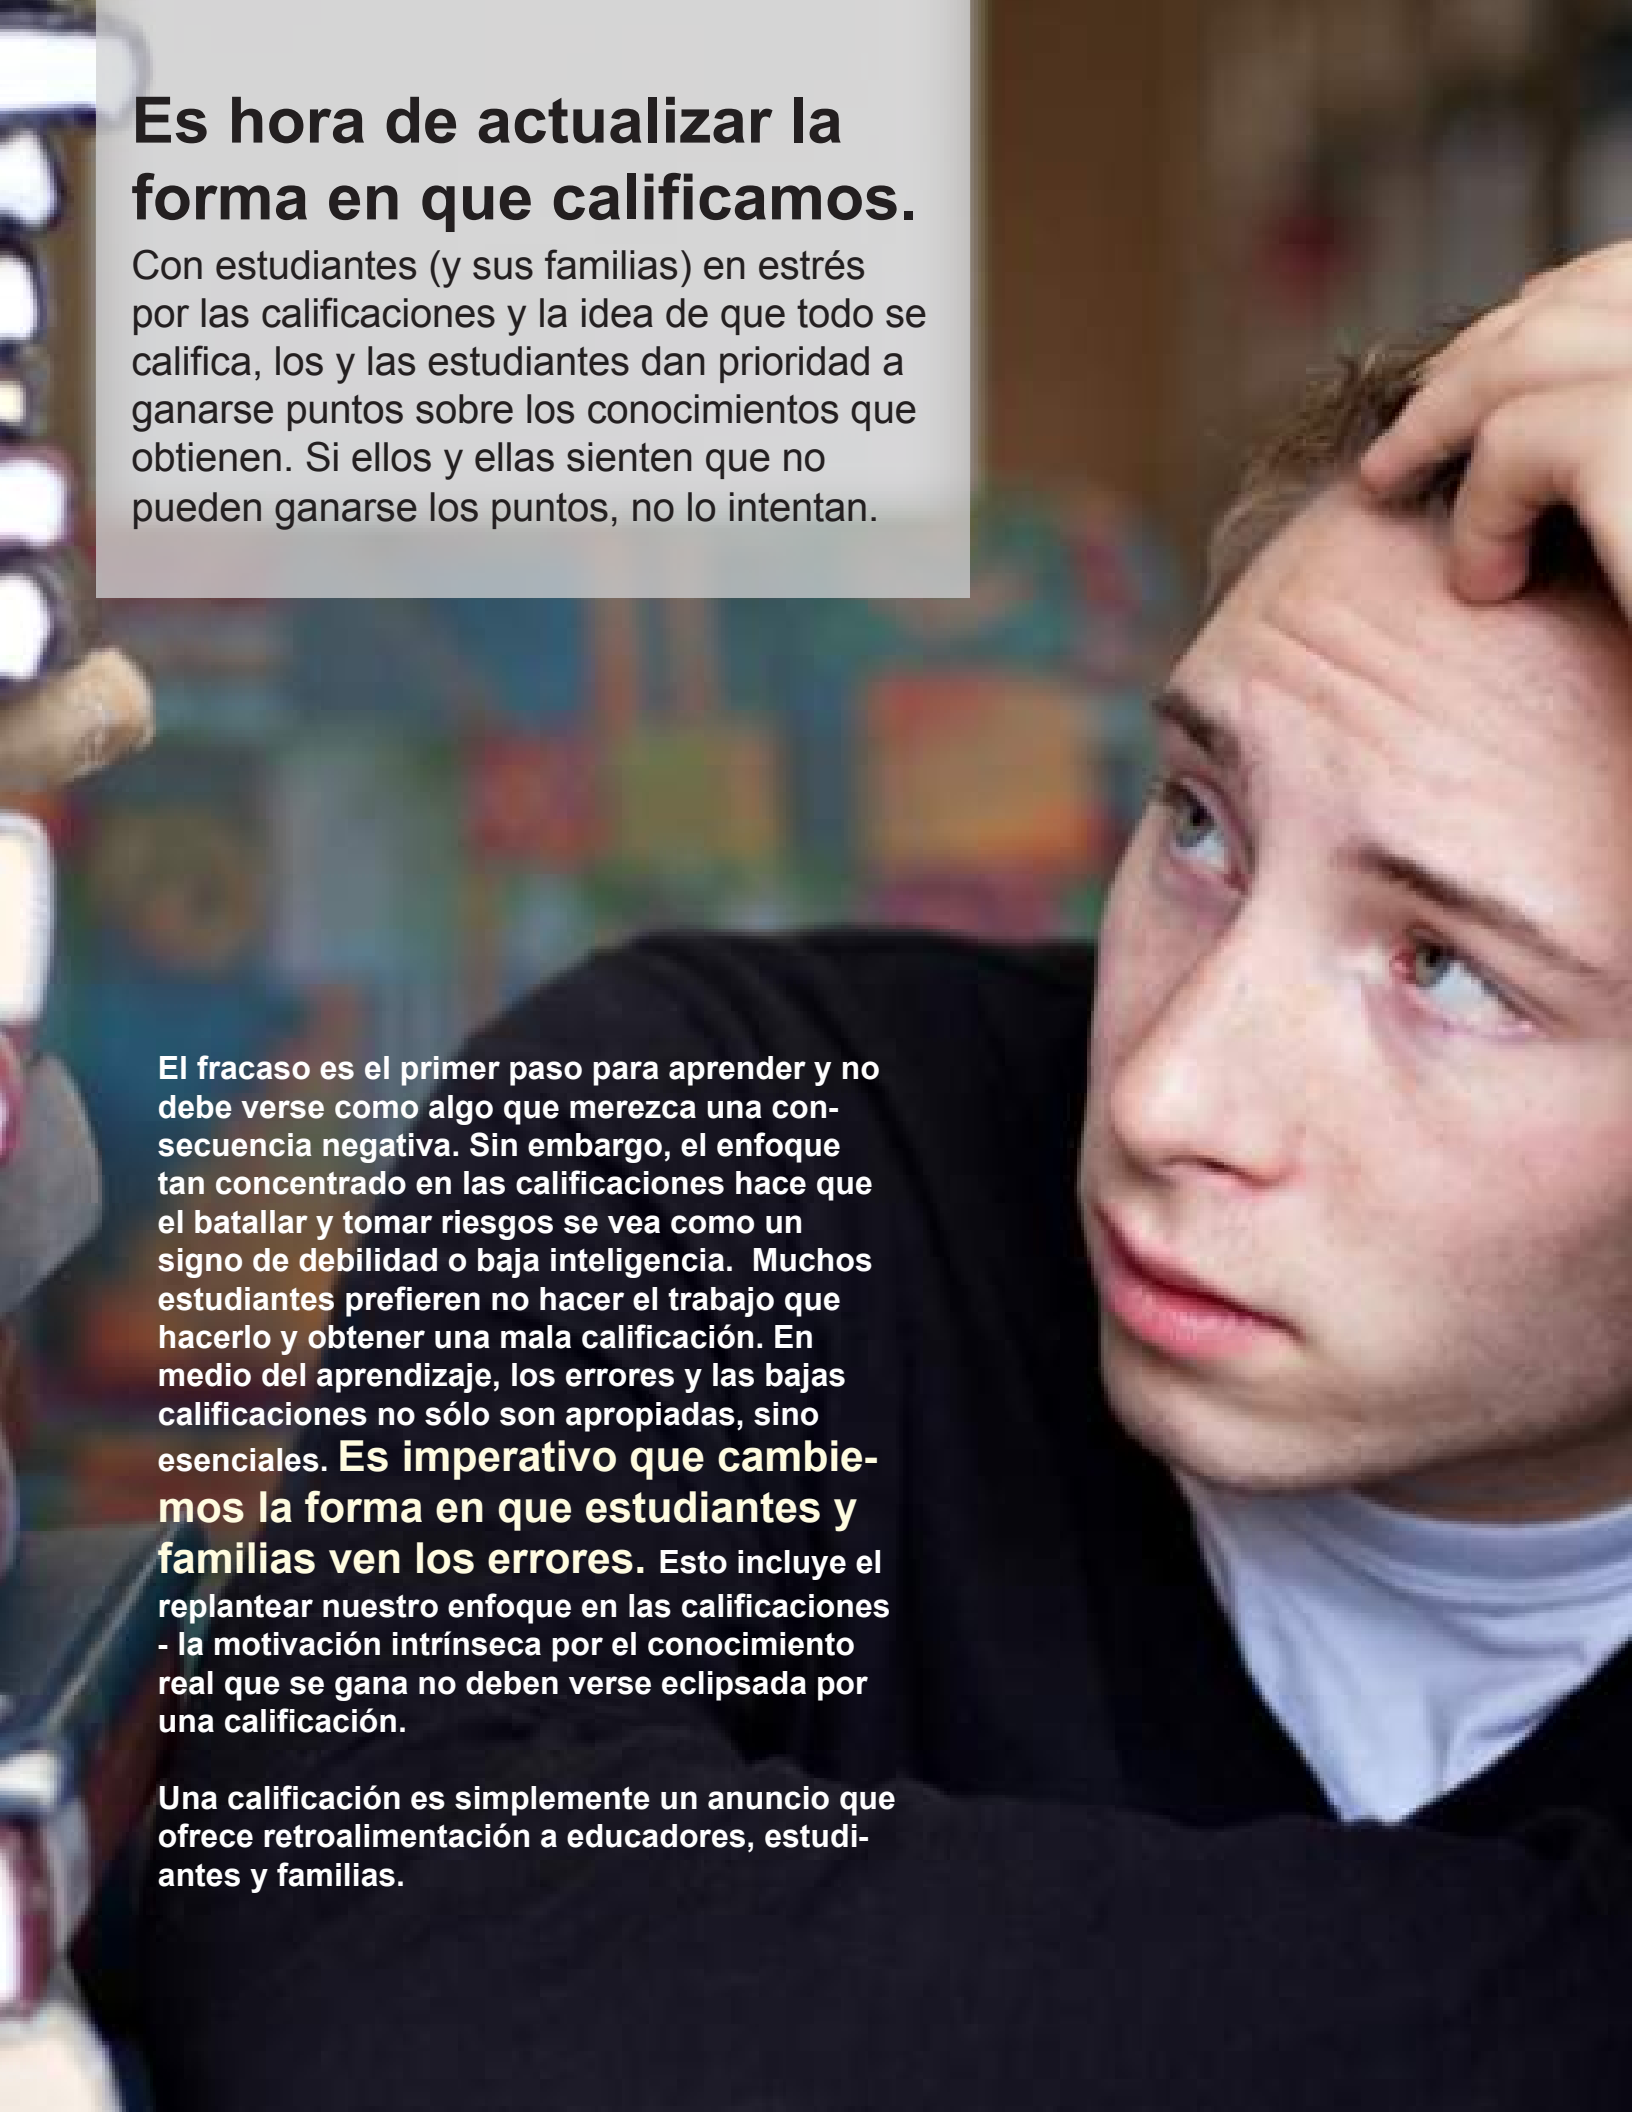 Es hora de actualizar la
forma en que calificamos.
Con estudiantes (y sus familias) en estrés
por las calificaciones y la idea de que todo se
califica, los y las estudiantes dan prioridad a
ganarse puntos sobre los conocimientos que
obtienen. Si ellos y ellas sienten que no
pueden ganarse los puntos, no lo intentan.
El fracaso es el primer paso para aprender y no
debe verse como algo que merezca una con-
secuencia negativa. Sin embargo, el enfoque
tan concentrado en las calificaciones hace que
el batallar y tomar riesgos se vea como un
signo de debilidad o baja inteligencia.  Muchos
estudiantes prefieren no hacer el trabajo que
hacerlo y obtener una mala calificación. En
medio del aprendizaje, los errores y las bajas
calificaciones no sólo son apropiadas, sino
esenciales. Es imperativo que cambie-
mos la forma en que estudiantes y
familias ven los errores. Esto incluye el
replantear nuestro enfoque en las calificaciones
- la motivación intrínseca por el conocimiento
real que se gana no deben verse eclipsada por
una calificación.
Una calificación es simplemente un anuncio que
ofrece retroalimentación a educadores, estudi-
antes y familias.